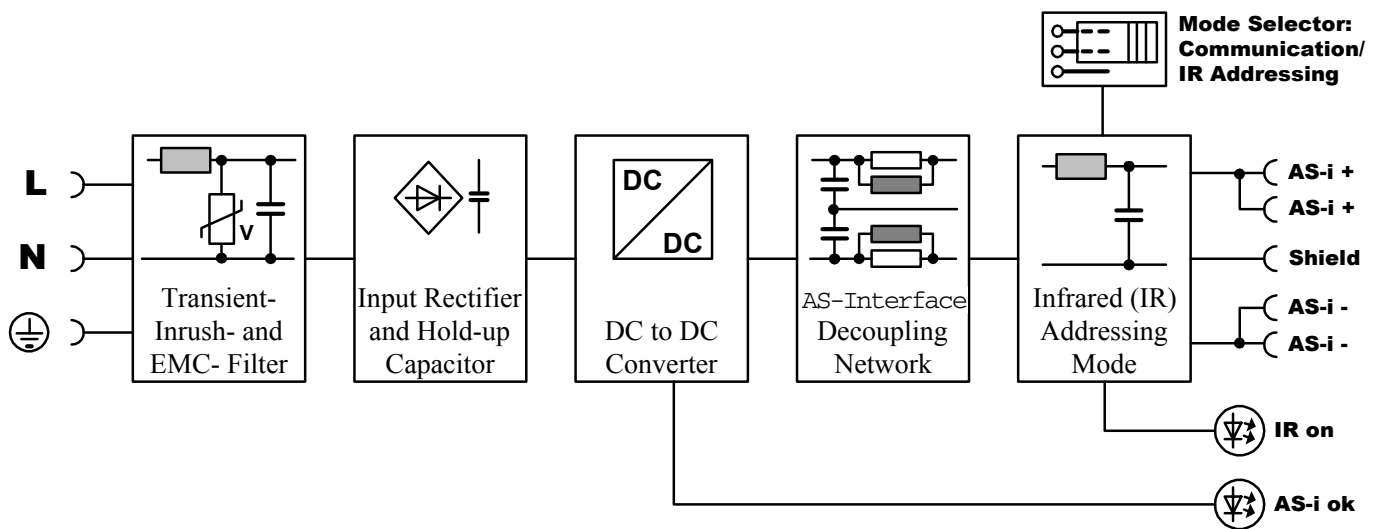 Mode Selector:
Communication/
IR Addressing
L
N
V
Transient-
Inrush- and
EMC- Filter
Input Rectifier
and Hold-up
Capacitor
DC
DC
DC to DC
Converter
AS-Interface
Decoupling
Network
Infrared (IR)
Addressing
Mode
AS-i +
AS-i +
Shield
AS-i -
AS-i -
IR on
AS-i ok